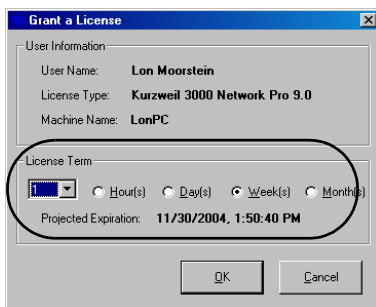 Grant a License
User Information
User Name: Lon Moorstein
License Type: Kurzweil 3000 Network Pro 9.0
Machine Name: LonPC
License Term
1 Hour(s) Day(s) Week(s) Month(s)
Projected Expiration: 11/30/2004, 1:50:40 PM
OK Cancel